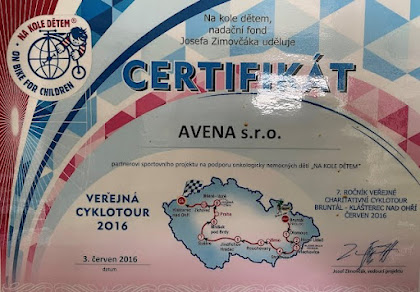 NA KOLE DĚTEM®
ON BIKE FOR CHILDREN
Na kole dětem,
nadační fond
Josefa Zimovčáka uděluje
CERTIFIKÁT
AVENA š.r.o.
partnerovi sportovního projektu na podporu onkologicky nemocných dětí „NA KOLE DĚTEM"
VEŘEJNÁ
CYKLOTOUR
2016
7. ROČNÍK VEŘEJNÉ
CHARITATIVNÍ CYKLOTOUR
BRUNTÁL - KLÁŠTEREC NAD OHŘÍ
ČERVEN 2016
Praha
3. červen 2016
datum
Josef Zimovčák, vedoucí projektu